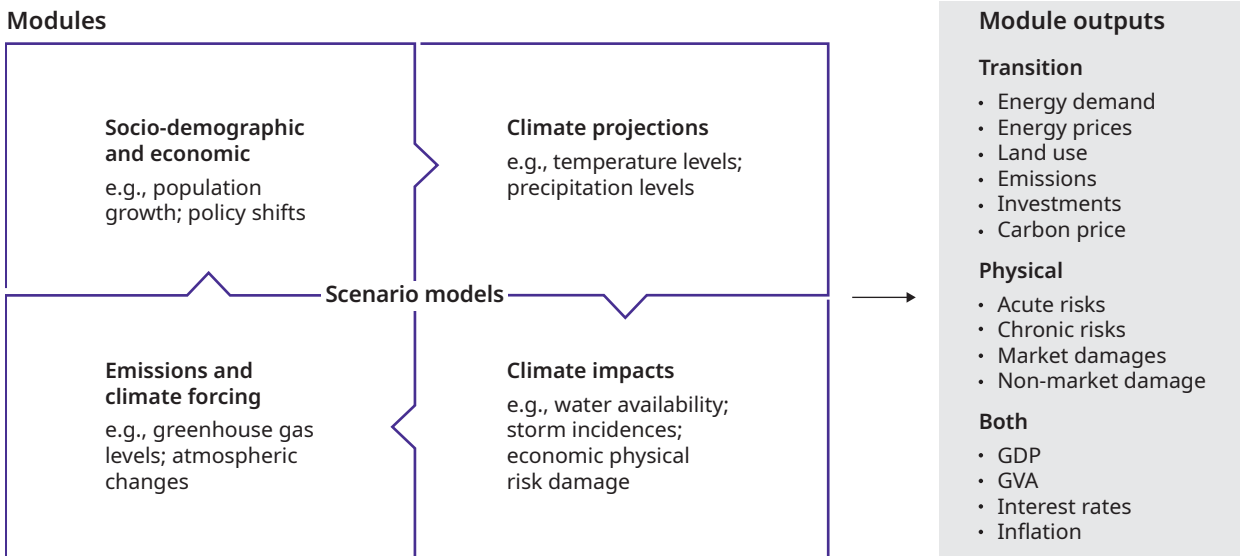 Modules
Socio-demographic
and economic
e.g., population
growth; policy shifts
Climate projections
e.g., temperature levels;
precipitation levels
Scenario models
Emissions and
climate forcing
e.g., greenhouse gas
levels; atmospheric
changes
Climate impacts
e.g., water availability;
storm incidences;
economic physical
risk damage
Module outputs
Transition
• Energy demand
• Energy prices
• Land use
• Emissions
• Investments
• Carbon price
Physical
• Acute risks
• Chronic risks
• Market damages
• Non-market damage
Both
• GDP
• GVA
• Interest rates
• Inflation